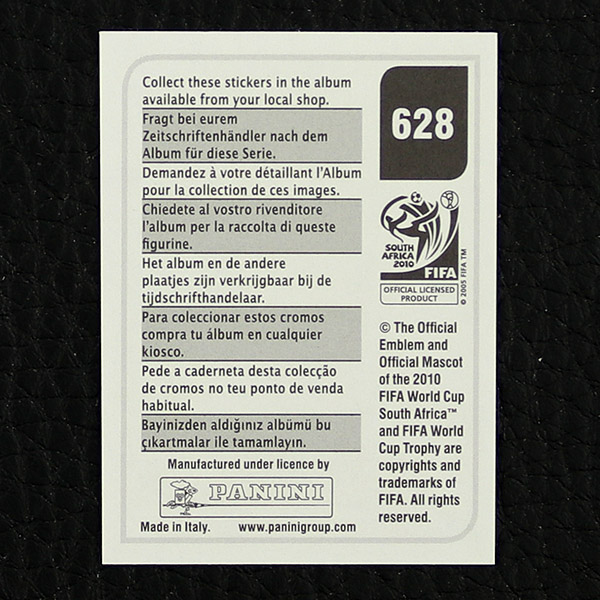 Collect these stickers in the album
available from your local shop.
Fragt bei eurem
Zeitschriftenhändler nach dem
Album für diese Serie.
Demandez à votre détaillant l'Album
pour la collection de ces images.
Chiedete al vostro rivenditore
l'album per la raccolta di queste
figurine.
Het album en de andere
plaatjes zijn verkrijgbaar bij de
tijdschrifthandelaar.
Para coleccionar estos cromos
compra tu álbum en cualquier
kiosco.
Pede a caderneta desta colecção
de cromos no teu ponto de venda
habitual.
Bayinizden aldığınız albümü bu
çıkartmalar ile tamamlayın.
Manufactured under licence by
PANINI
Made in Italy. www.paninigroup.com
628
SOUTH
AFRICA
2010
FIFA
© 2005 FIFA TM
OFFICIAL LICENSED
PRODUCT
© The Official
Emblem and
Official Mascot
of the 2010
FIFA World Cup
South Africa™
and FIFA World
Cup Trophy are
copyrights and
trademarks of
FIFA. All rights
reserved.